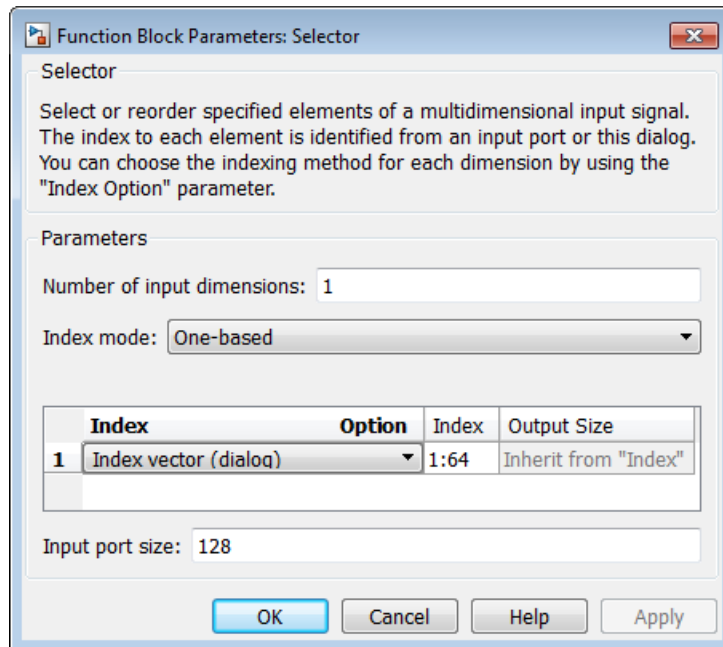 Function Block Parameters: Selector
Selector
Select or reorder specified elements of a multidimensional input signal.
The index to each element is identified from an input port or this dialog.
You can choose the indexing method for each dimension by using the
"Index Option" parameter.
Parameters
Number of input dimensions: 1
Index mode: One-based
Index Option Index Output Size
1 Index vector (dialog) 1:64 Inherit from "Index"
Input port size: 128
OK Cancel Help Apply